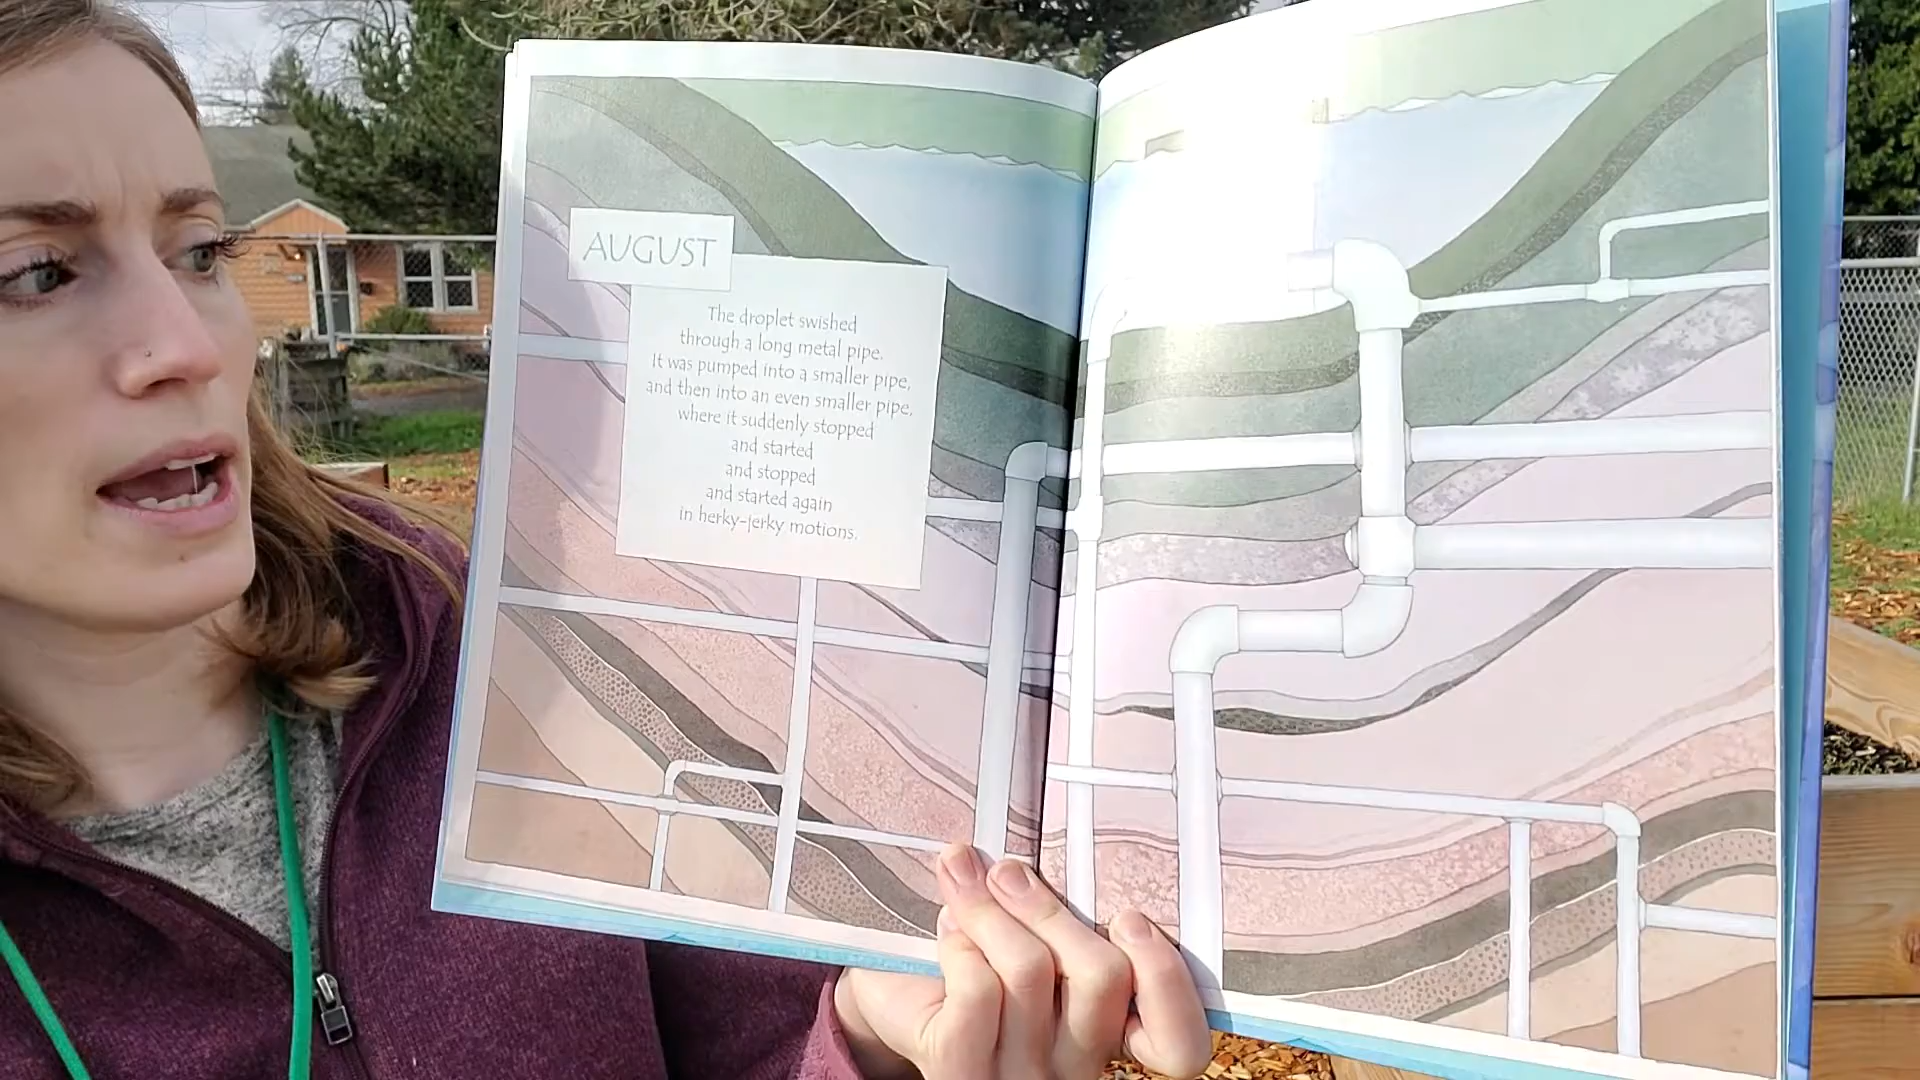 AUGUST
The droplet swished
through a long metal pipe.
It was pumped into a smaller pipe,
and then into an even smaller pipe,
where it suddenly stopped
and started
and stopped
and started again
in herky-jerky motions.